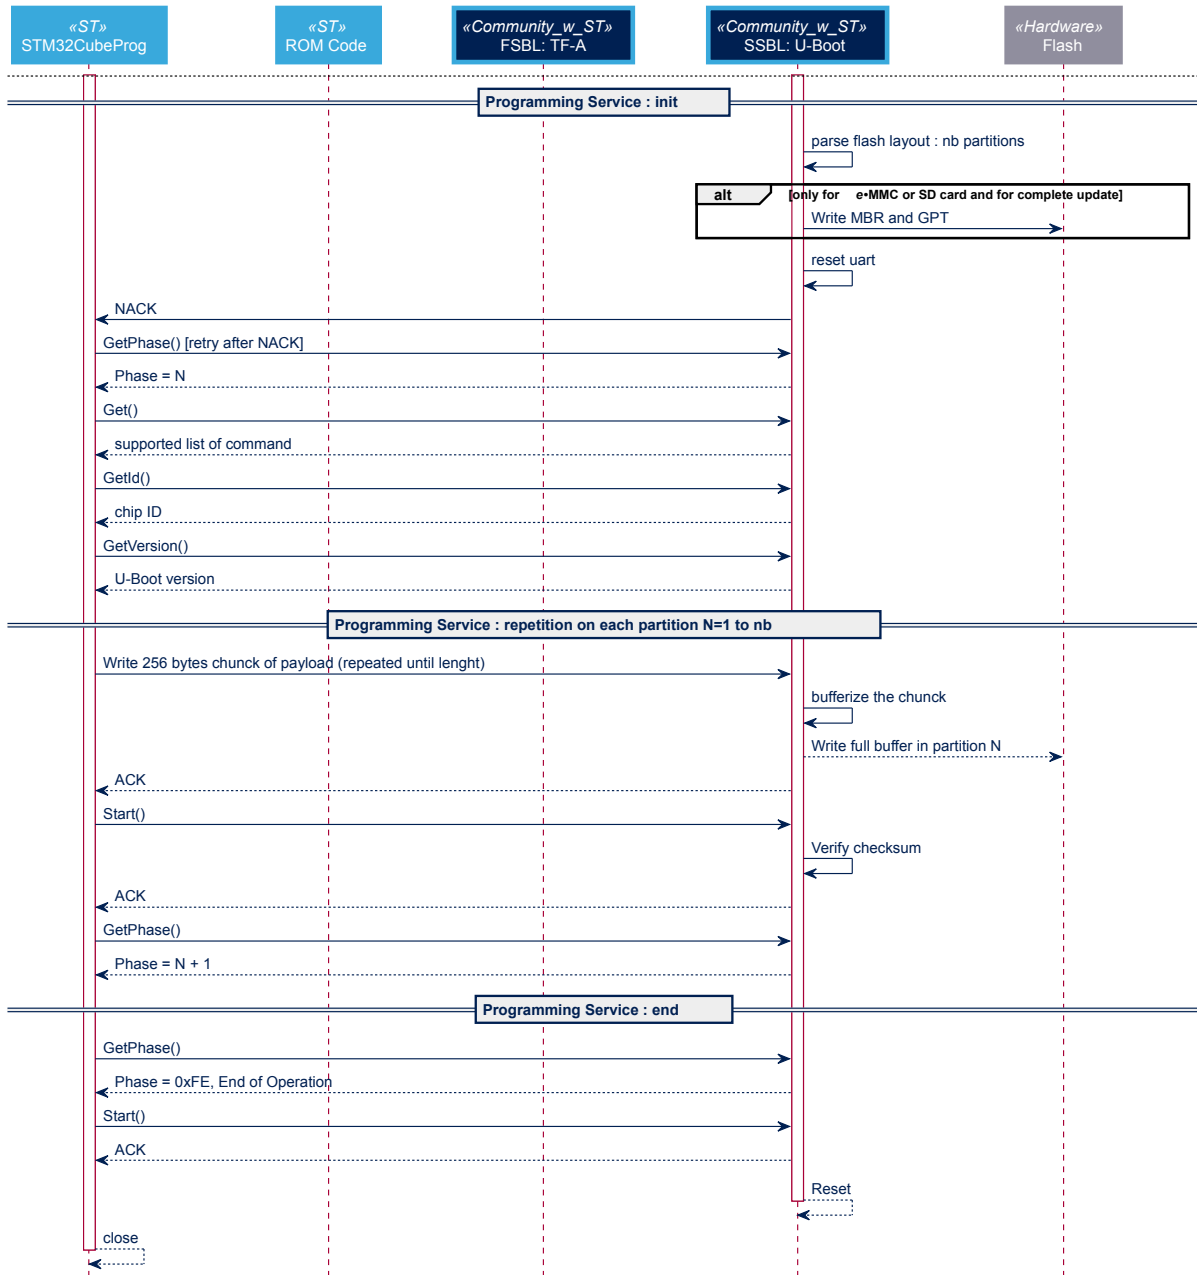 «ST»
STM32CubeProg
«ST»
ROM Code
«Community_w_ST»
FSBL: TF-A
«Community_w_ST»
SSBL: U-Boot
«Hardware»
Flash
Programming Service : init
parse flash layout : nb partitions
alt
[only for e•MMC or SD card and for complete update]
Write MBR and GPT
reset uart
NACK
GetPhase() [retry after NACK]
Phase = N
Get()
supported list of command
GetId()
chip ID
GetVersion()
U-Boot version
Programming Service : repetition on each partition N=1 to nb
Write 256 bytes chunck of payload (repeated until lenght)
bufferize the chunck
Write full buffer in partition N
ACK
Start()
Verify checksum
ACK
GetPhase()
Phase = N + 1
Programming Service : end
GetPhase()
Phase = 0xFE, End of Operation
Start()
ACK
Reset
close